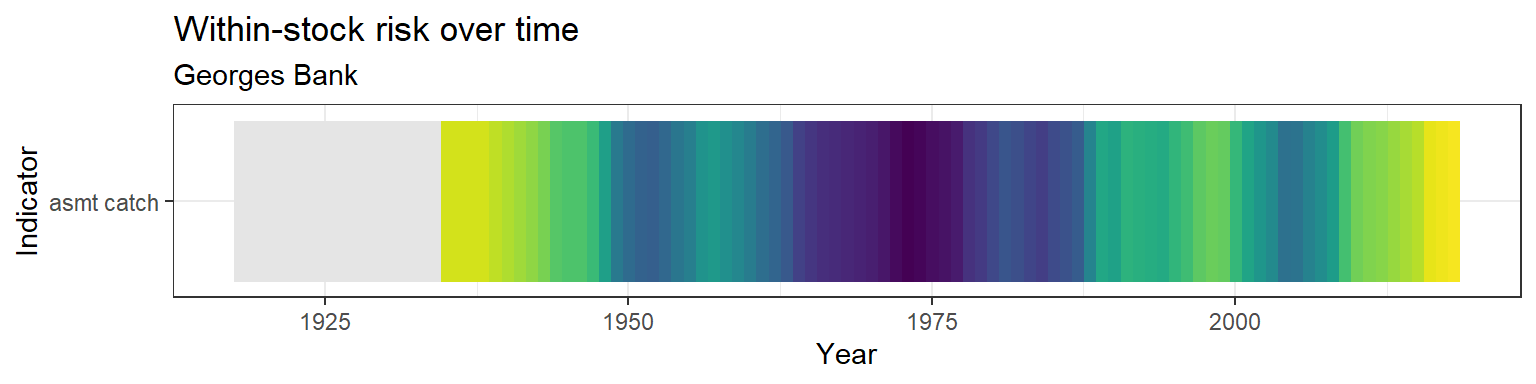 Within-stock risk over time
Georges Bank
Indicator
asmt catch
1925 1950 1975 2000
Year